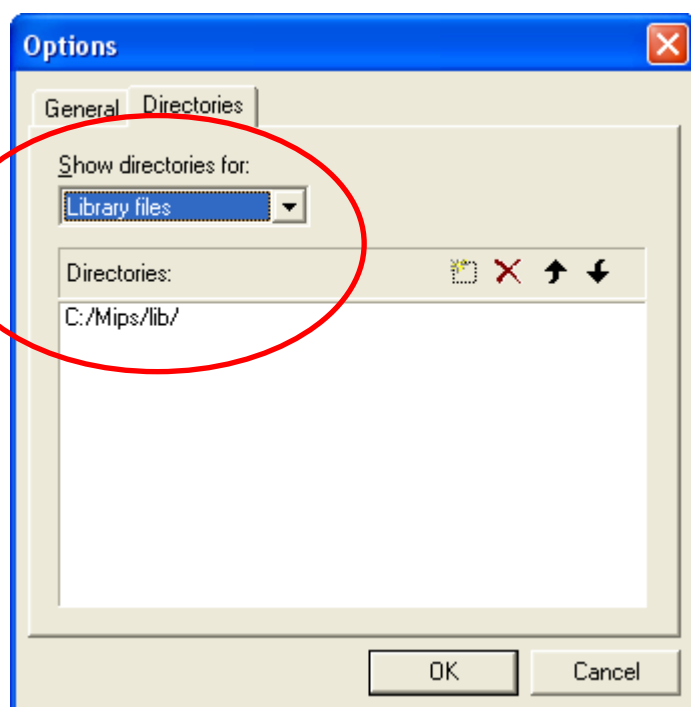 Options
General Directories
Show directories for:
Library files
Directories:
C:/Mips/lib/
OK Cancel